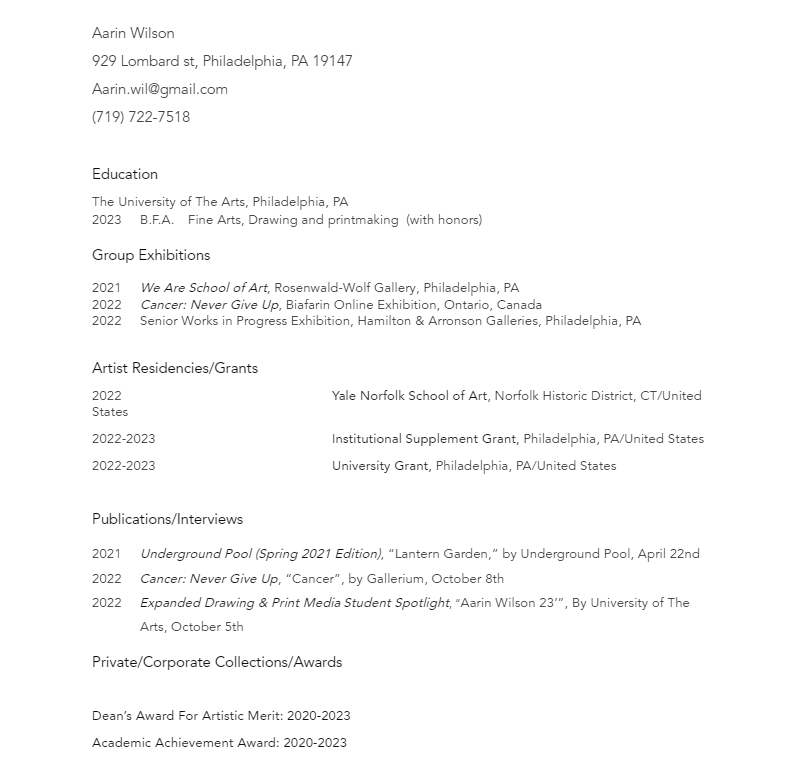 Aarin Wilson
929 Lombard st, Philadelphia, PA 19147
Aarin.wil@gmail.com
(719) 722-7518
Education
The University of The Arts, Philadelphia, PA
2023 B.F.A. Fine Arts, Drawing and printmaking (with honors)
Group Exhibitions
2021 We Are School of Art, Rosenwald-Wolf Gallery, Philadelphia, PA
2022 Cancer: Never Give Up, Biafarin Online Exhibition, Ontario, Canada
2022 Senior Works in Progress Exhibition, Hamilton & Arronson Galleries, Philadelphia, PA
Artist Residencies/Grants
2022 Yale Norfolk School of Art, Norfolk Historic District, CT/United
States
2022-2023 Institutional Supplement Grant, Philadelphia, PA/United States
2022-2023 University Grant, Philadelphia, PA/United States
Publications/Interviews
2021 Underground Pool (Spring 2021 Edition), “Lantern Garden,” by Underground Pool, April 22nd
2022 Cancer: Never Give Up, “Cancer”, by Gallerium, October 8th
2022 Expanded Drawing & Print Media Student Spotlight, “Aarin Wilson 23’”, By University of The
Arts, October 5th
Private/Corporate Collections/Awards
Dean’s Award For Artistic Merit: 2020-2023
Academic Achievement Award: 2020-2023